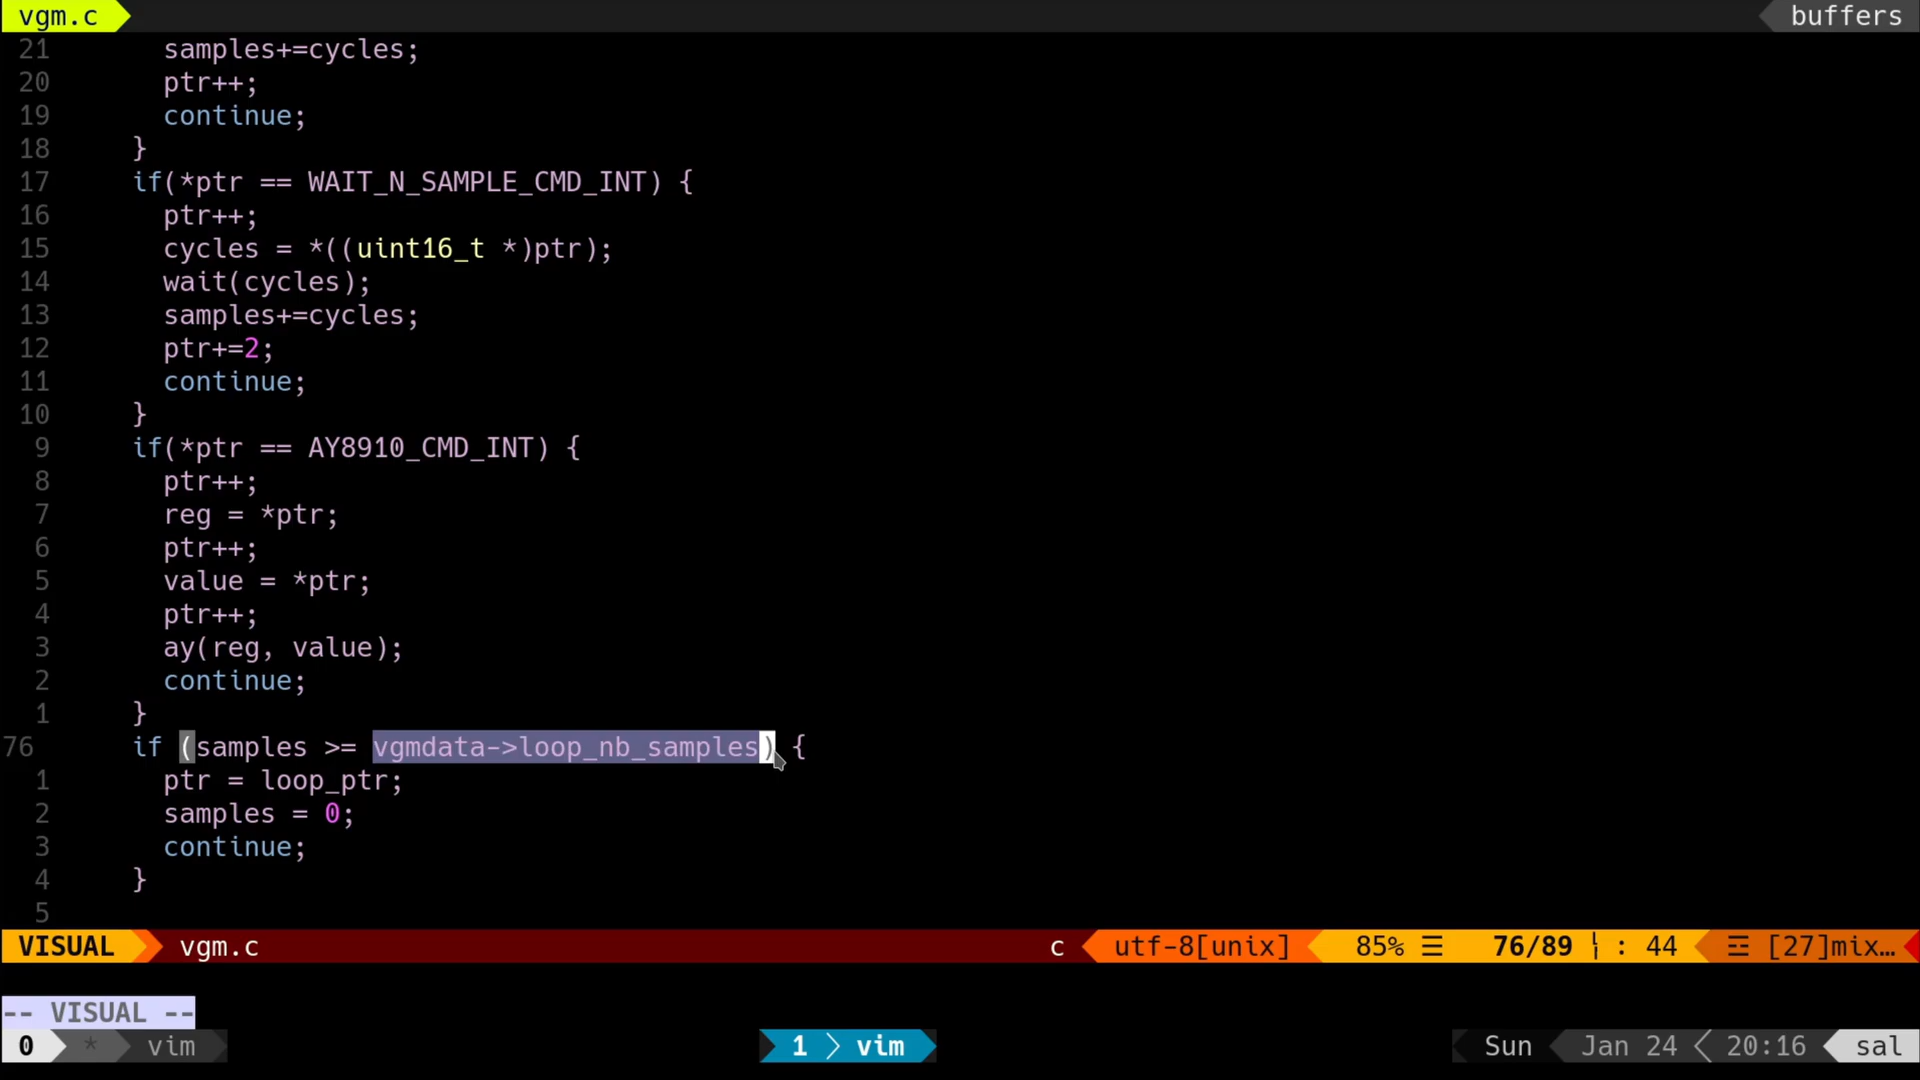 vgm.c buffers
21 samples+=cycles;
20 ptr++;
19 continue;
18 }
17 if(*ptr == WAIT_N_SAMPLE_CMD_INT) {
16 ptr++;
15 cycles = *((uint16_t *)ptr);
14 wait(cycles);
13 samples+=cycles;
12 ptr+=2;
11 continue;
10 }
9 if(*ptr == AY8910_CMD_INT) {
8 ptr++;
7 reg = *ptr;
6 ptr++;
5 value = *ptr;
4 ptr++;
3 ay(reg, value);
2 continue;
1 }
76 if (samples >= vgmdata->loop_nb_samples) {
1 ptr = loop_ptr;
2 samples = 0;
3 continue;
4 }
5
VISUAL vgm.c c utf-8[unix] 85% ☰ 76/89 : 44 ☲ [27]mix…
-- VISUAL --
0 * vim 1 vim Sun Jan 24 20:16 sal